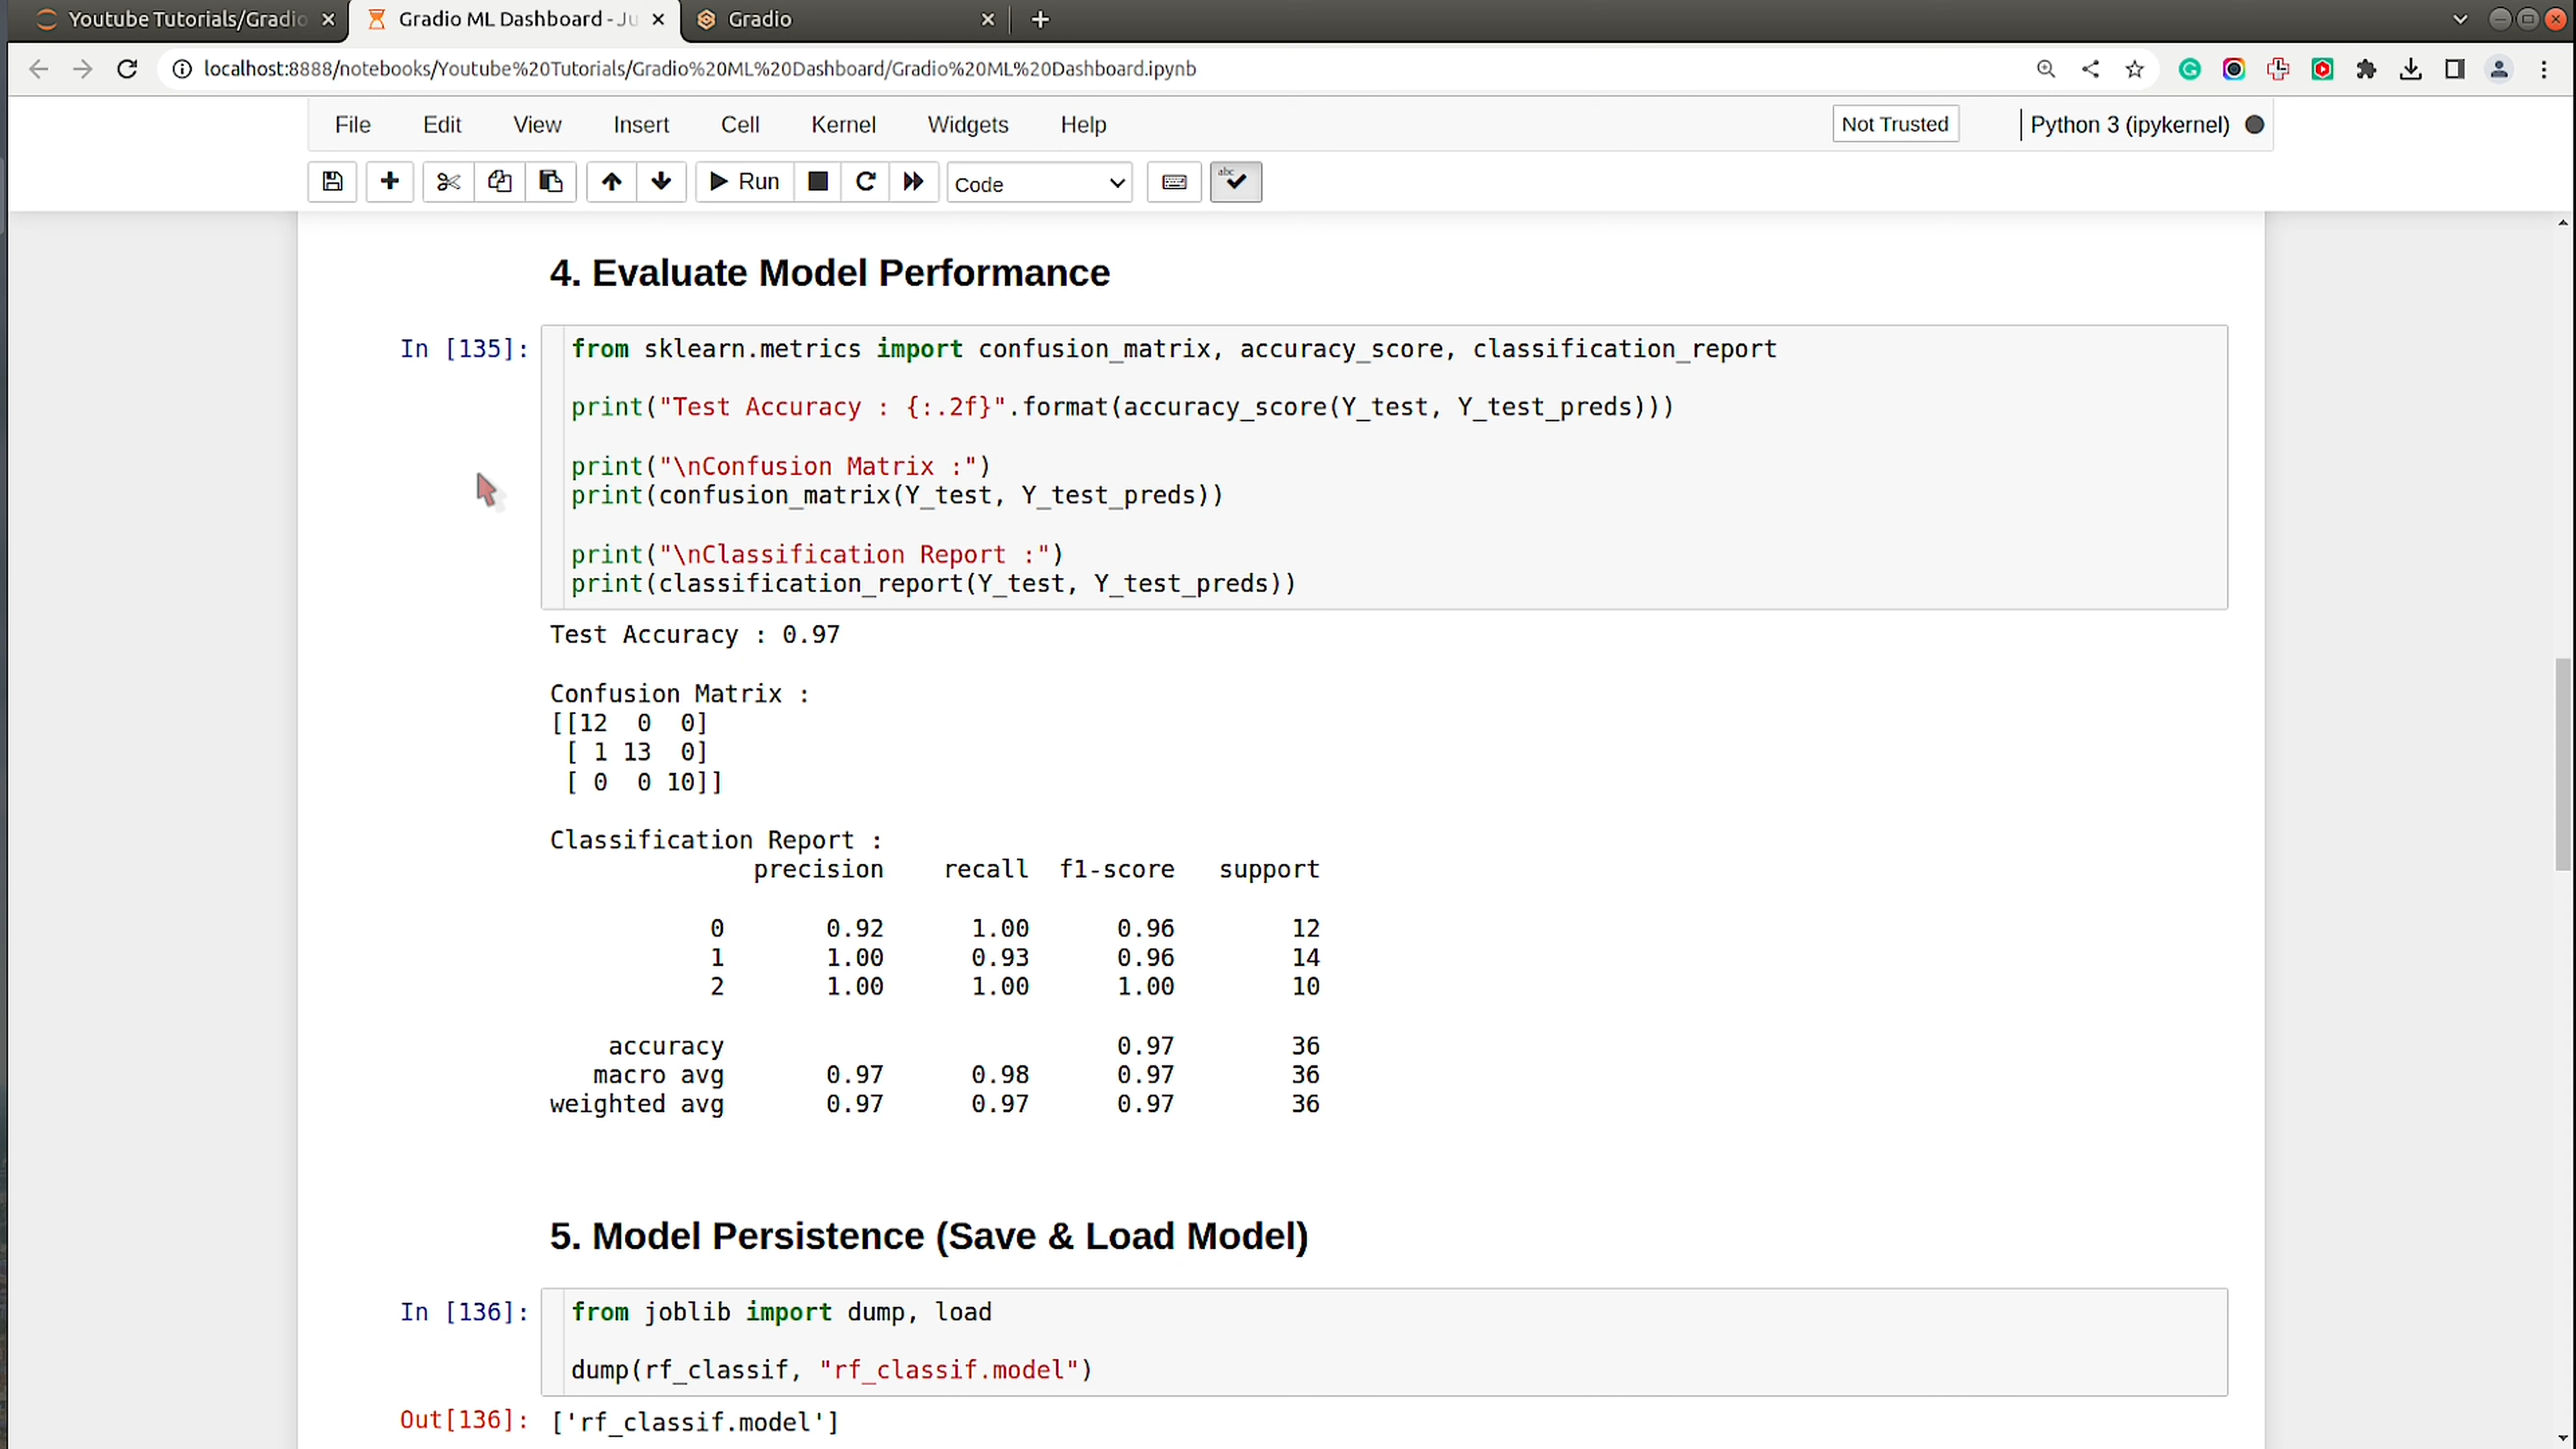 Youtube Tutorials/Gradio
Gradio ML Dashboard - Ju
Gradio
localhost:8888/notebooks/Youtube%20Tutorials/Gradio%20ML%20Dashboard/Gradio%20ML%20Dashboard.ipynb
File Edit View Insert Cell Kernel Widgets Help Not Trusted Python 3 (ipykernel)
Run Code abc
4. Evaluate Model Performance
In [135]: from sklearn.metrics import confusion_matrix, accuracy_score, classification_report
print("Test Accuracy : {:.2f}".format(accuracy_score(Y_test, Y_test_preds)))
print("\nConfusion Matrix :")
print(confusion_matrix(Y_test, Y_test_preds))
print("\nClassification Report :")
print(classification_report(Y_test, Y_test_preds))
Test Accuracy : 0.97
Confusion Matrix :
[[12  0  0]
 [ 1 13  0]
 [ 0  0 10]]
Classification Report :
              precision    recall  f1-score   support
           0       0.92      1.00      0.96        12
           1       1.00      0.93      0.96        14
           2       1.00      1.00      1.00        10
    accuracy                           0.97        36
   macro avg       0.97      0.98      0.97        36
weighted avg       0.97      0.97      0.97        36
5. Model Persistence (Save & Load Model)
In [136]: from joblib import dump, load
dump(rf_classif, "rf_classif.model")
Out[136]: ['rf_classif.model']